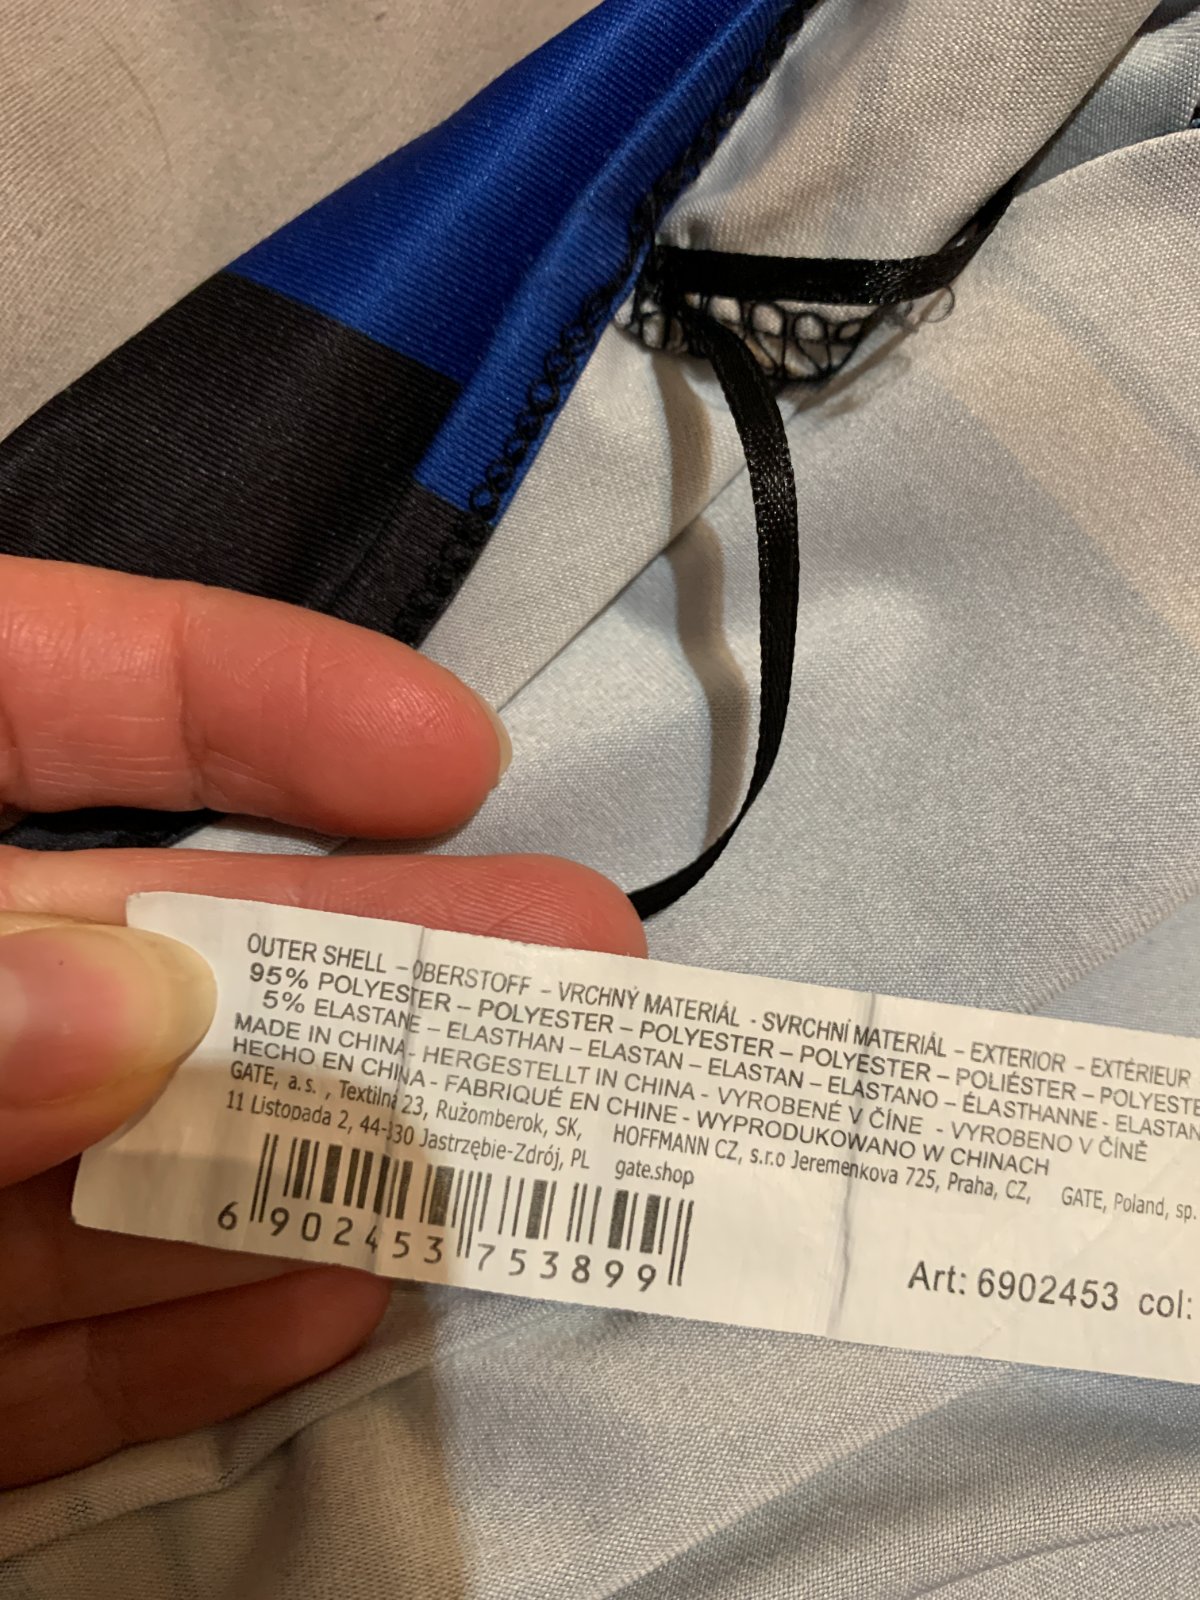 OUTER SHELL – OBERSTOFF – VRCHNÝ MATERIÁL - SVRCHNÍ MATERIÁL – EXTERIOR - EXTÉRIEUR
95% POLYESTER – POLYESTER – POLYESTER – POLYESTER – POLIÉSTER – POLYESTE
5% ELASTANE – ELASTHAN – ELASTAN – ELASTAN – ELASTANO – ÉLASTHANNE - ELASTAN
MADE IN CHINA - HERGESTELLT IN CHINA - VYROBENÉ V ČÍNE - VYROBENO V ČÍNĚ
HECHO EN CHINA - FABRIQUÉ EN CHINE - WYPRODUKOWANO W CHINACH
GATE, a.s. , Textilná 23, Ružomberok, SK, HOFFMANN CZ, s.r.o Jeremenkova 725, Praha, CZ, GATE, Poland, sp.
11 Listopada 2, 44-330 Jastrzębie-Zdrój, PL gate.shop
6 902453 753899
Art: 6902453 col: